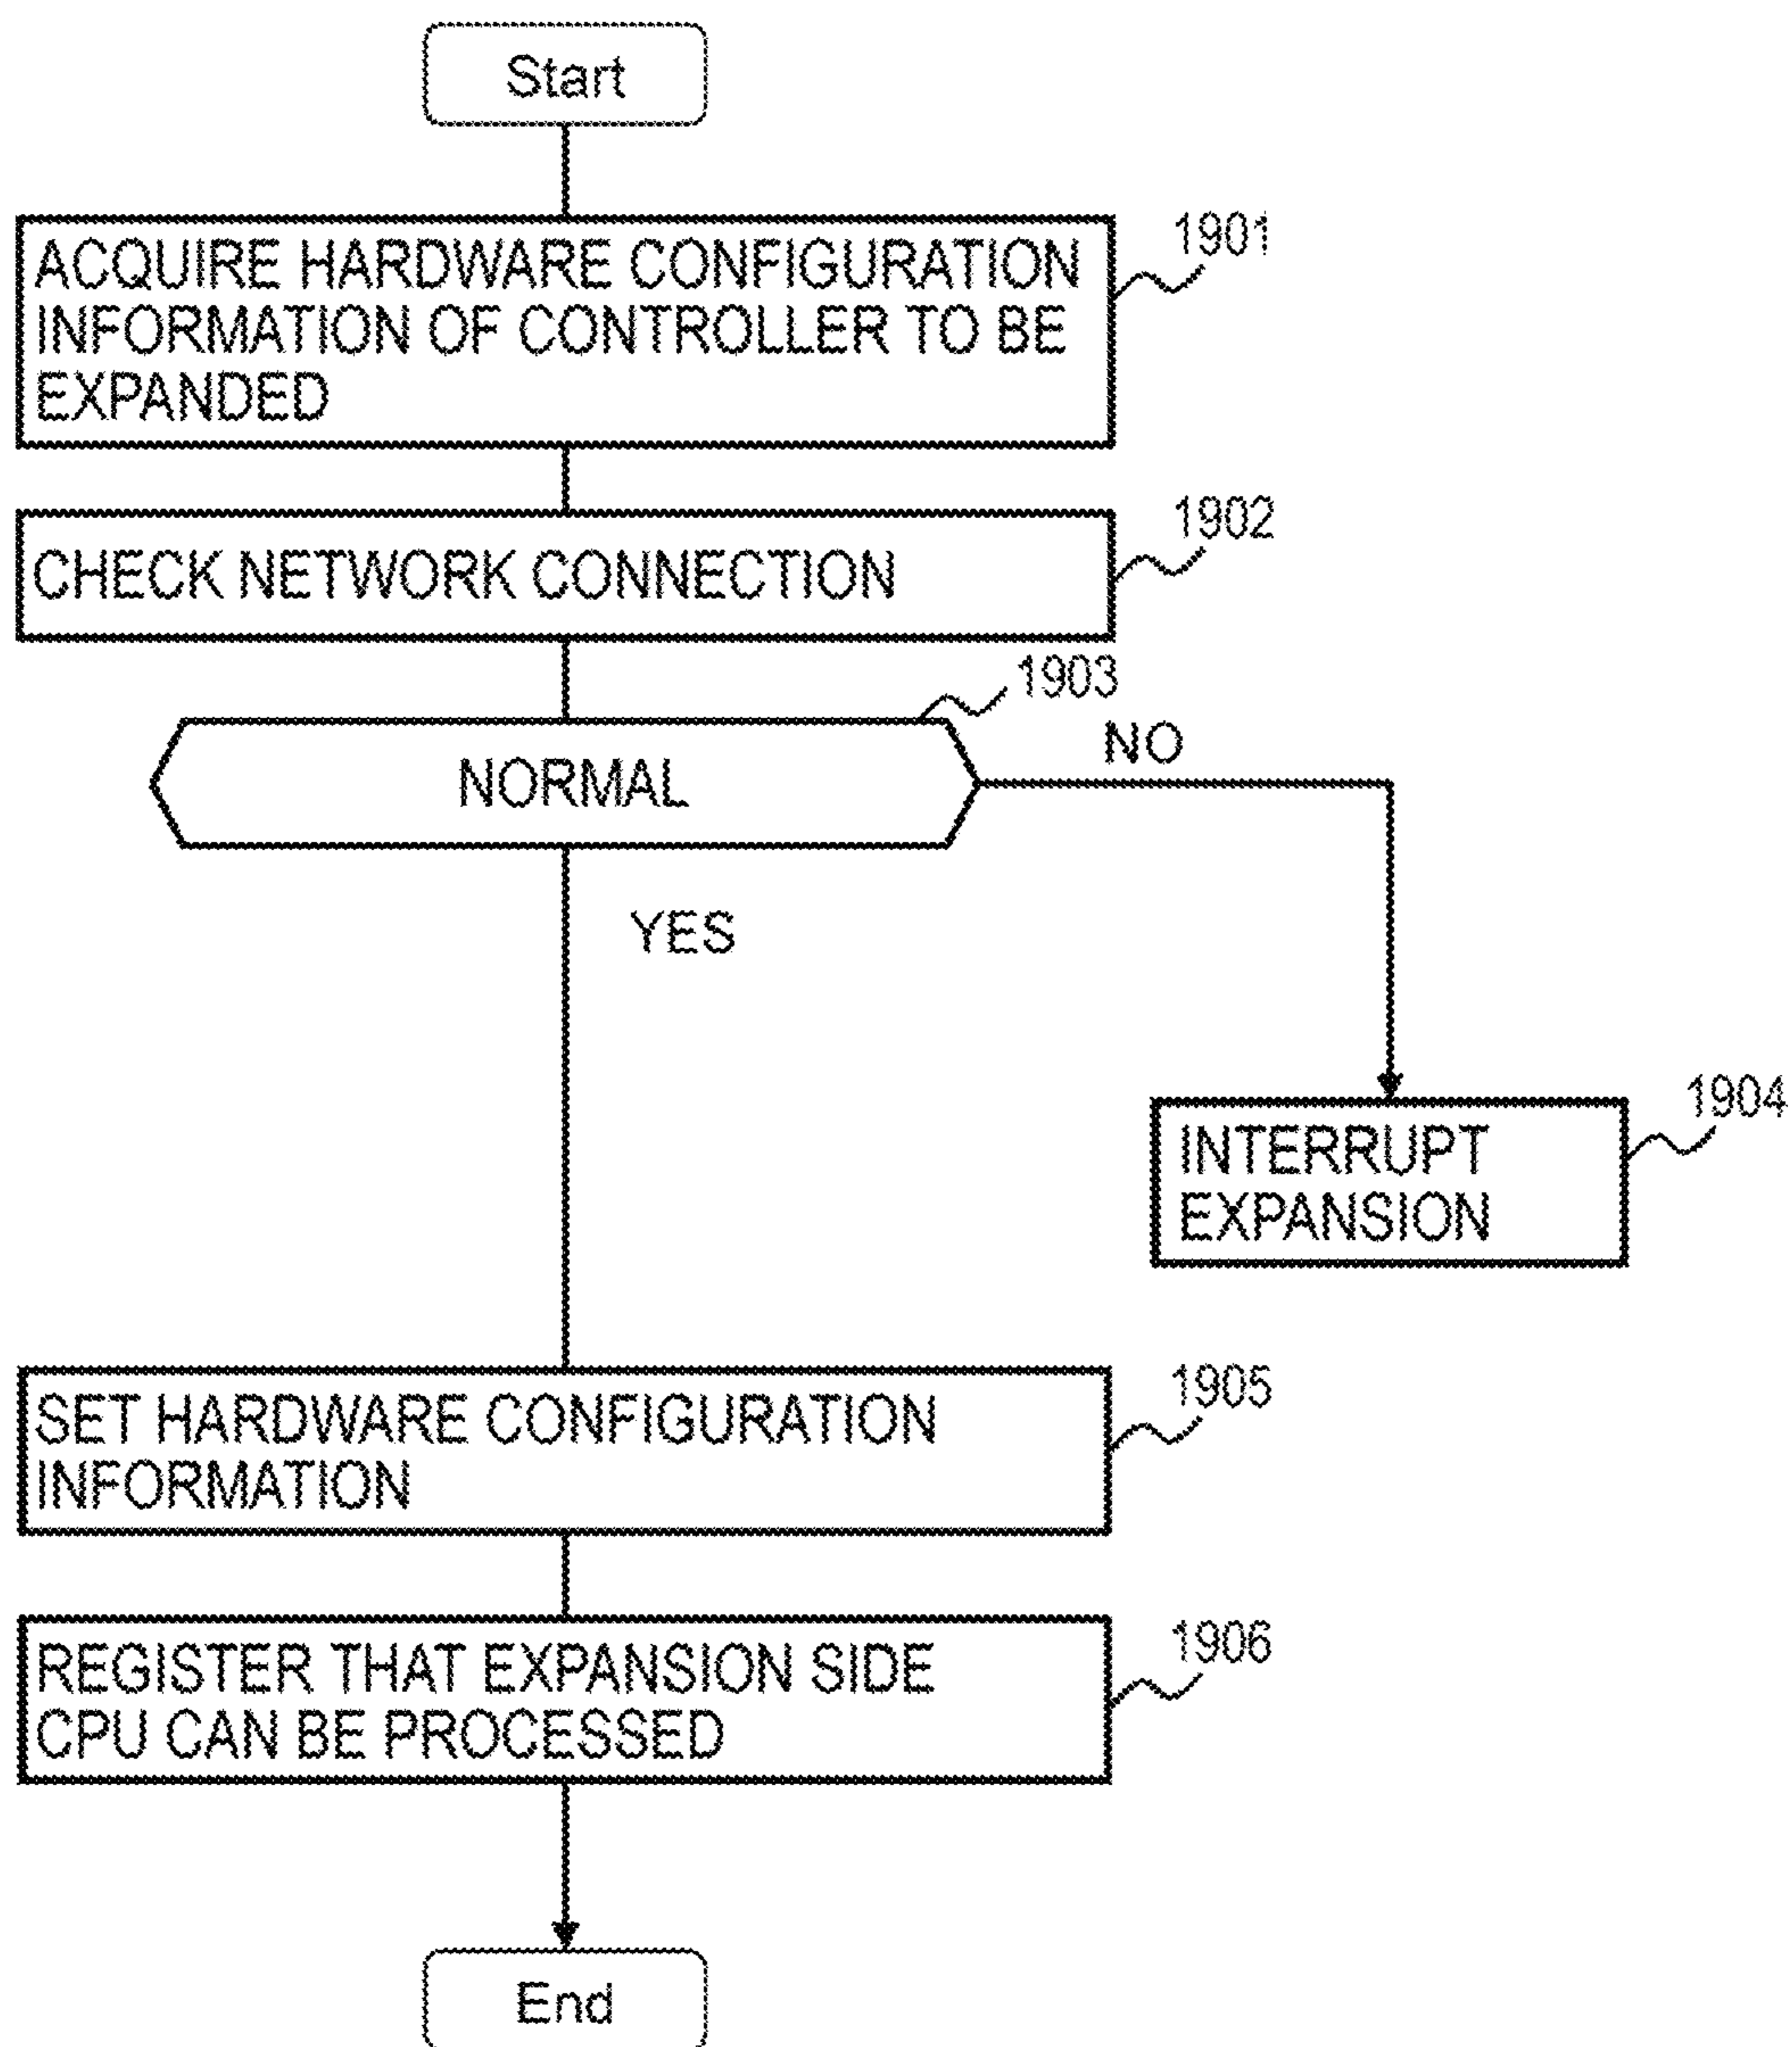 Start
1901
ACQUIRE HARDWARE CONFIGURATION
INFORMATION OF CONTROLLER TO BE
EXPANDED
1902
CHECK NETWORK CONNECTION
1903
NORMAL
NO
YES
1904
INTERRUPT
EXPANSION
1905
SET HARDWARE CONFIGURATION
INFORMATION
1906
REGISTER THAT EXPANSION SIDE
CPU CAN BE PROCESSED
End